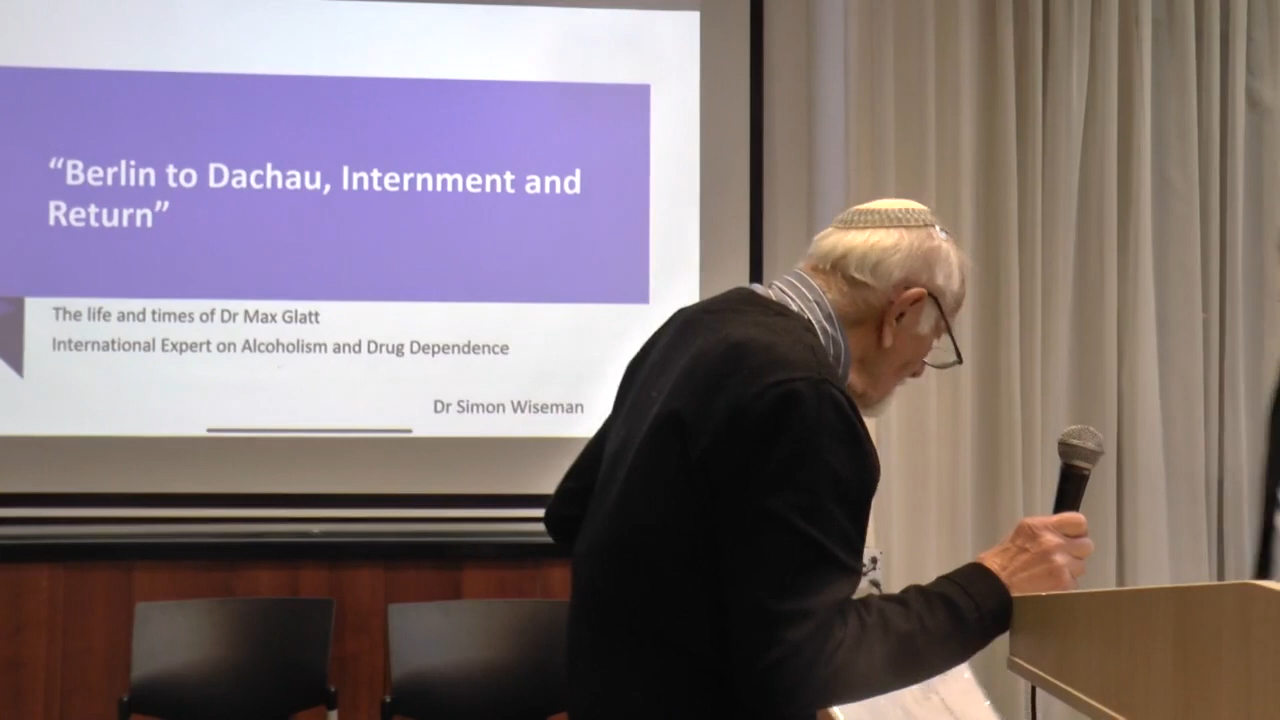 “Berlin to Dachau, Internment and
Return”
The life and times of Dr Max Glatt
International Expert on Alcoholism and Drug Dependence
Dr Simon Wiseman